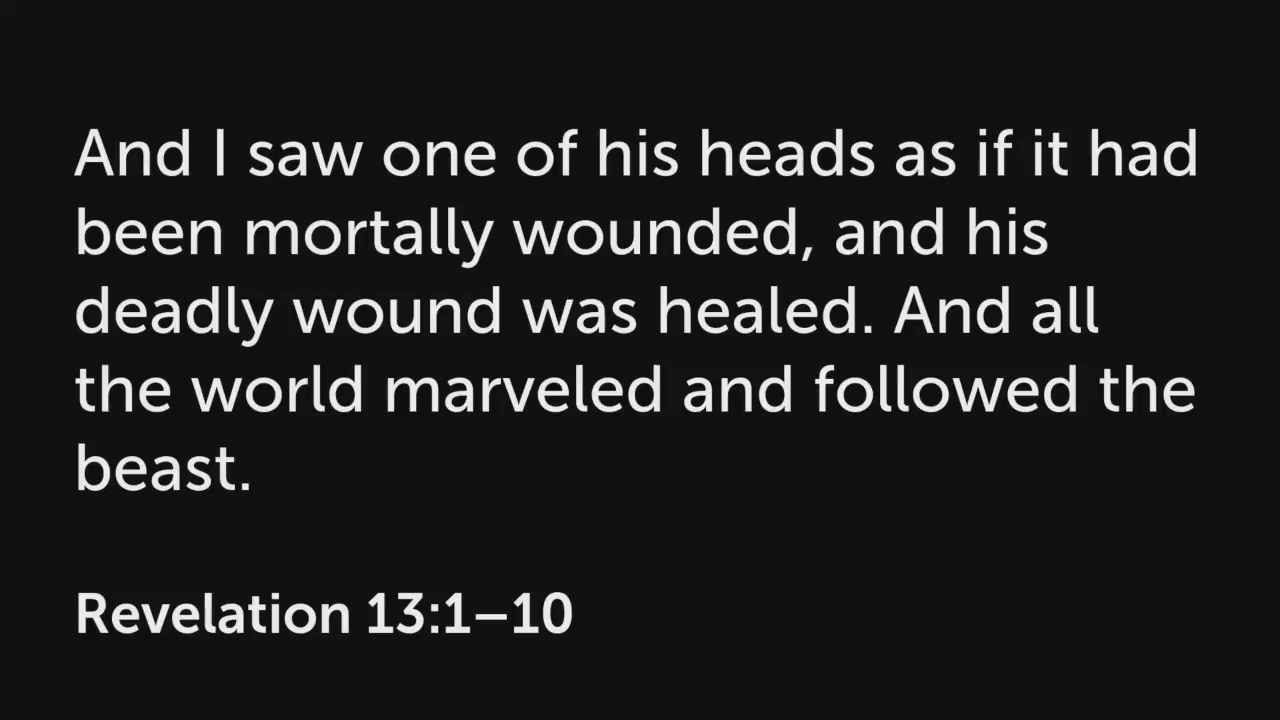 And I saw one of his heads as if it had
been mortally wounded, and his
deadly wound was healed. And all
the world marveled and followed the
beast.
Revelation 13:1–10